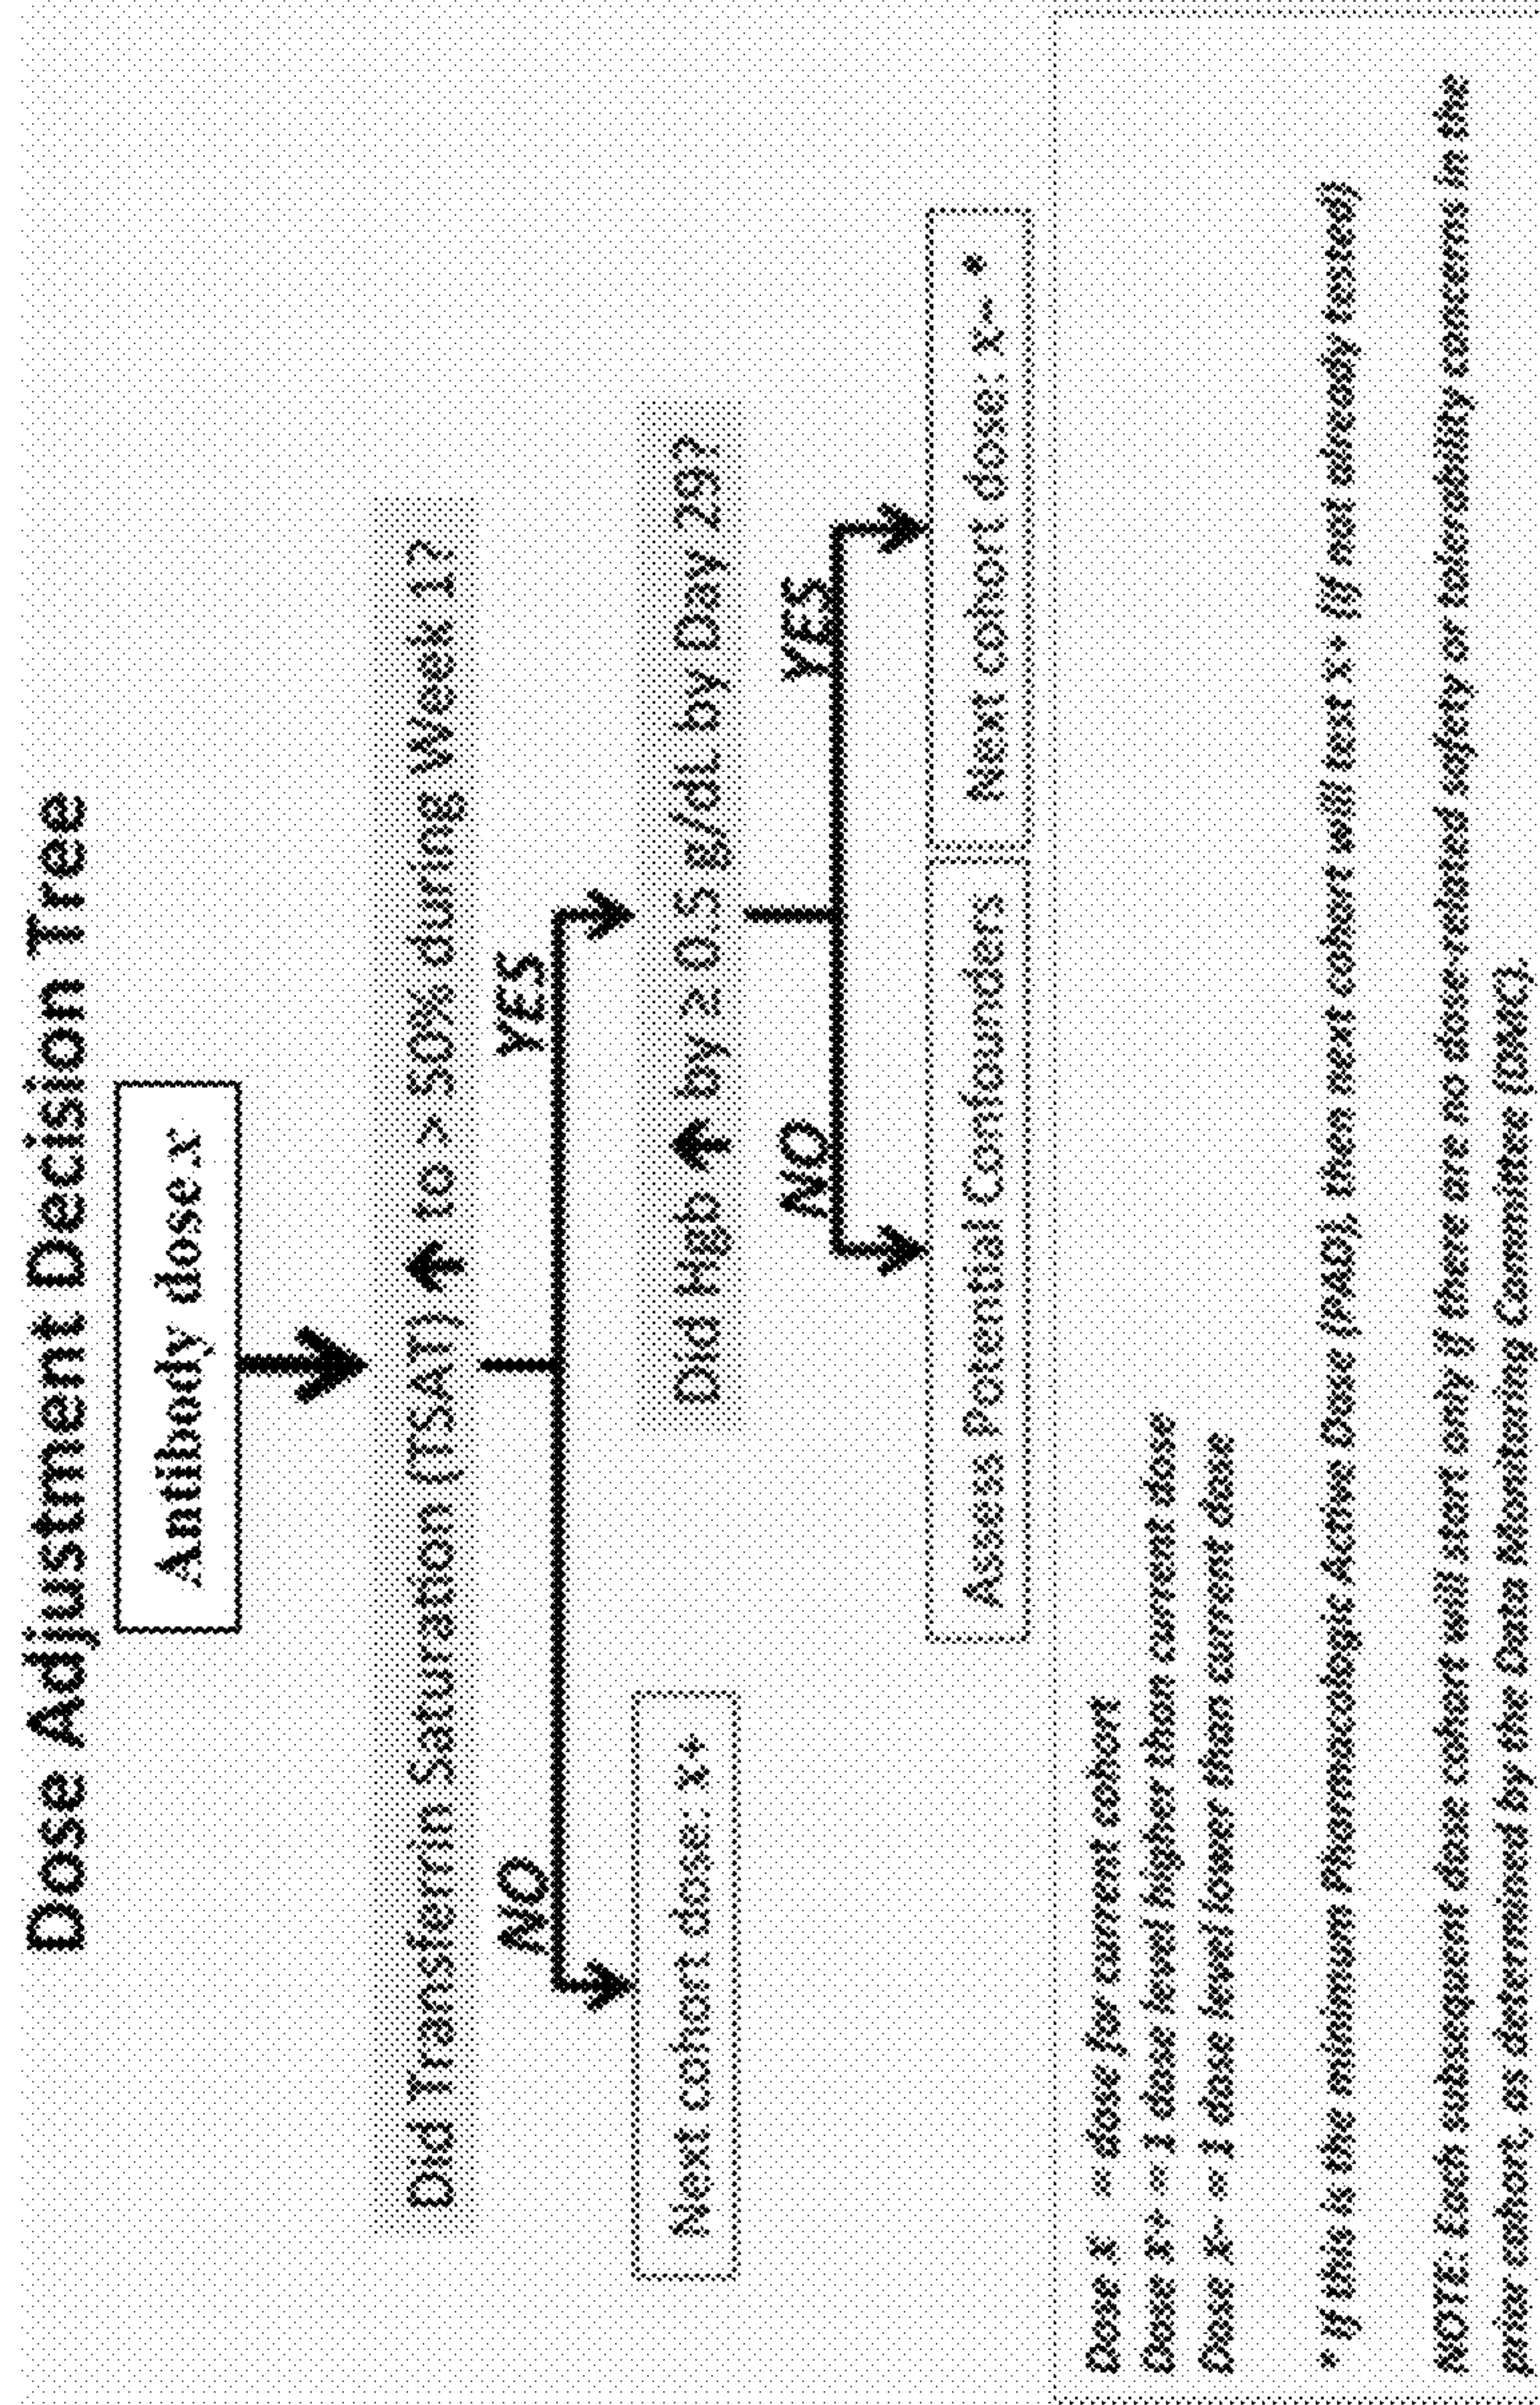 Dose Adjustment Decision Tree
Antibody dose x
Did Transferrin Saturation (TSAT) ↑ to > 50% during Week 1?
NO
YES
Next cohort dose: x+
Did Hgb ↑ by ≥ 0.5 g/dL by Day 29?
NO
YES
Assess Potential Confounders
Next cohort dose: x- *
Dose x = dose for current cohort
Dose x+ = 1 dose level higher than current dose
Dose x- = 1 dose level lower than current dose
* If this is the minimum Pharmacologic Active Dose (PAD), then next cohort will test x+ (if not already tested)
NOTE: Each subsequent dose cohort will start only if there are no dose-related safety or tolerability concerns in the
prior cohort, as determined by the Data Monitoring Committee (DMC).